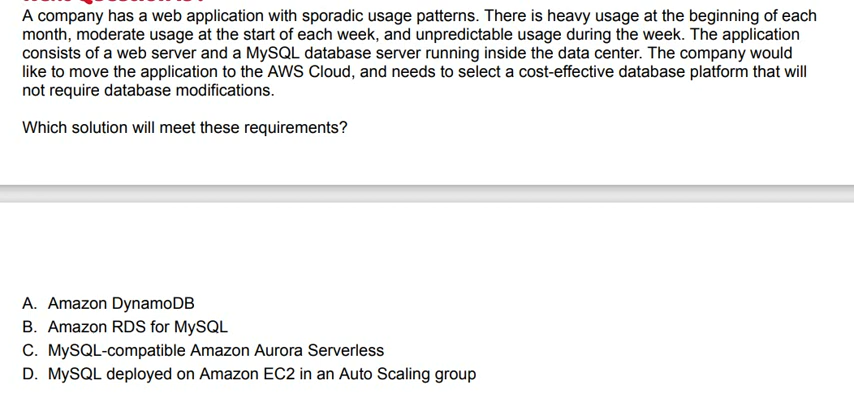 A company has a web application with sporadic usage patterns. There is heavy usage at the beginning of each
month, moderate usage at the start of each week, and unpredictable usage during the week. The application
consists of a web server and a MySQL database server running inside the data center. The company would
like to move the application to the AWS Cloud, and needs to select a cost-effective database platform that will
not require database modifications.
Which solution will meet these requirements?
A. Amazon DynamoDB
B. Amazon RDS for MySQL
C. MySQL-compatible Amazon Aurora Serverless
D. MySQL deployed on Amazon EC2 in an Auto Scaling group